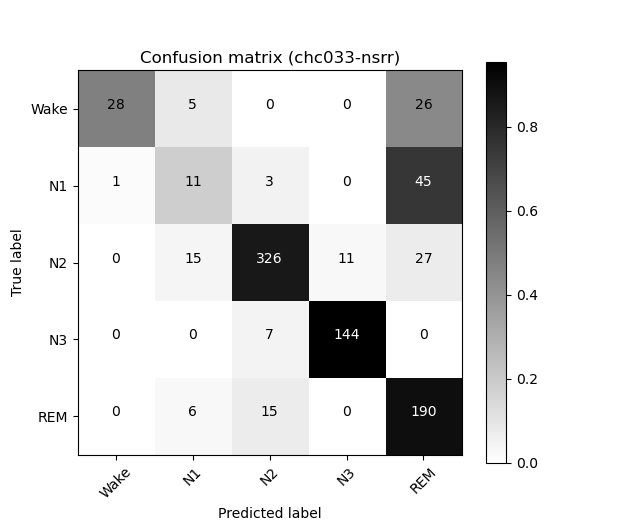 Confusion matrix (chc033-nsrr)
Wake 28 5 0 0 26
N1 1 11 3 0 45
N2 0 15 326 11 27
N3 0 0 7 144 0
REM 0 6 15 0 190
Wake N1 N2 N3 REM
Predicted label
True label
0.8
0.6
0.4
0.2
0.0